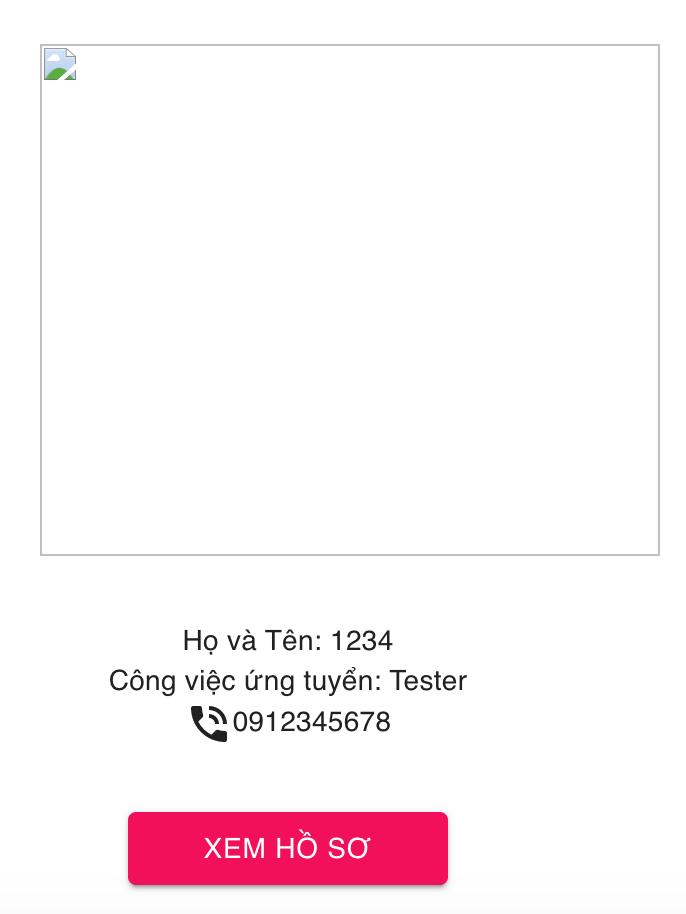 Họ và Tên: 1234
Công việc ứng tuyển: Tester
0912345678
XEM HỒ SƠ